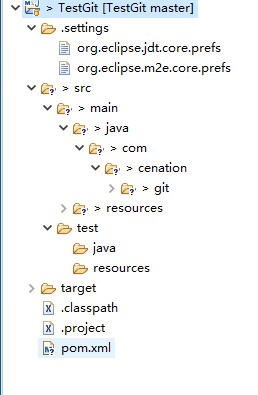 > TestGit [TestGit master]
.settings
org.eclipse.jdt.core.prefs
org.eclipse.m2e.core.prefs
> src
> main
> java
> com
> cenation
> git
> resources
test
java
resources
target
.classpath
.project
pom.xml